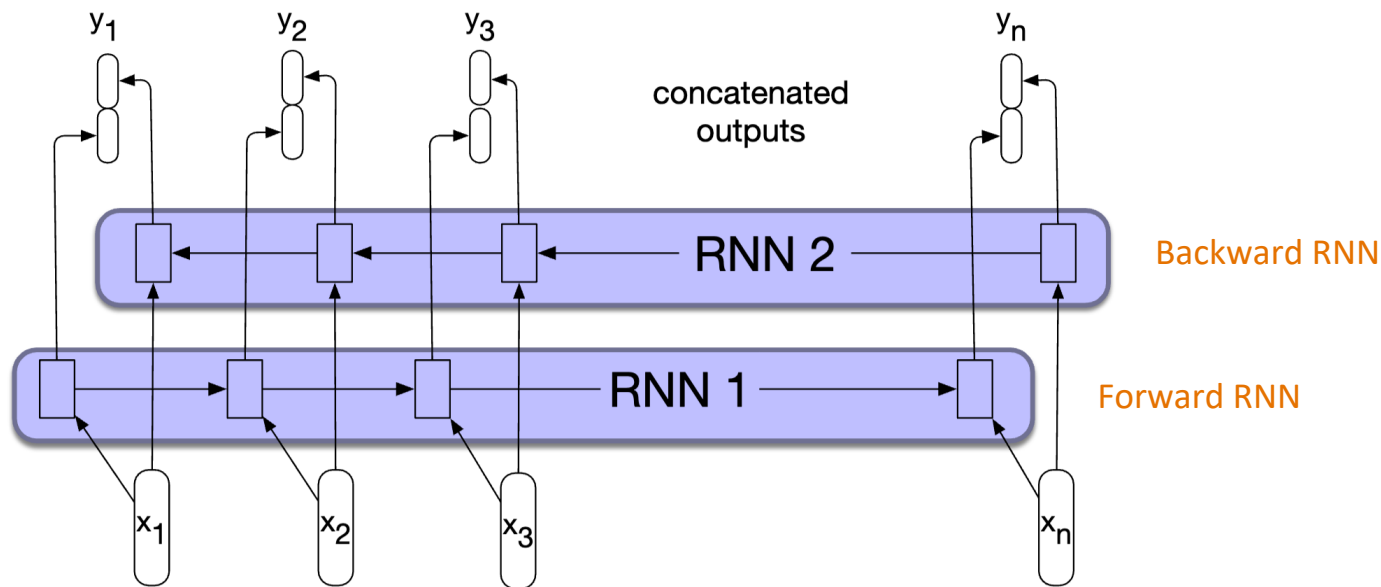 y1 y2 y3 yn
concatenated
outputs
RNN 2
Backward RNN
RNN 1
Forward RNN
x1 x2 x3 xn